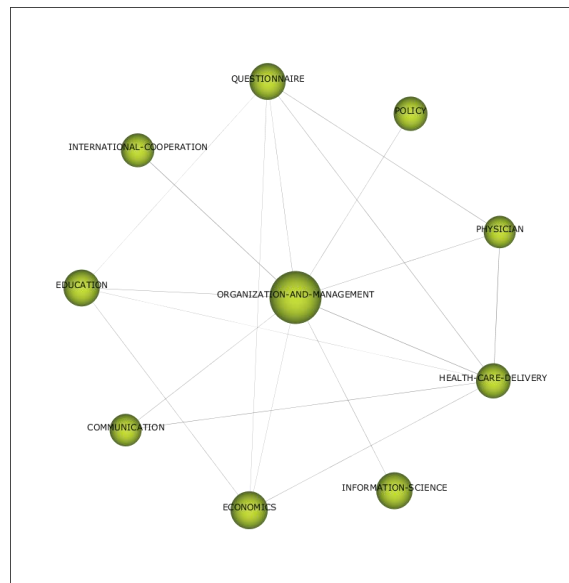 QUESTIONNAIRE
POLICY
INTERNATIONAL-COOPERATION
PHYSICIAN
EDUCATION
ORGANIZATION-AND-MANAGEMENT
HEALTH-CARE-DELIVERY
COMMUNICATION
INFORMATION-SCIENCE
ECONOMICS